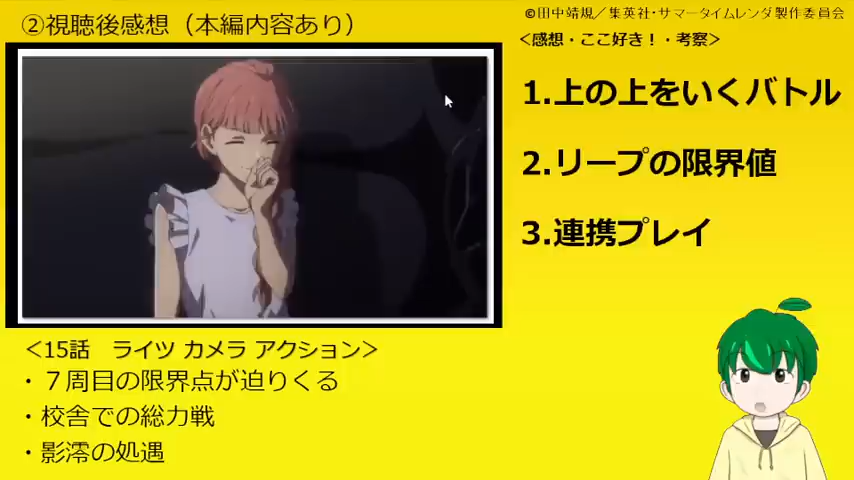 ②視聴後感想（本編内容あり）
©田中靖規／集英社・サマータイムレンダ製作委員会
＜感想・ここ好き！・考察＞
1.上の上をいくバトル
2.リープの限界値
3.連携プレイ
＜15話　ライツ カメラ アクション＞
・７周目の限界点が迫りくる
・校舎での総力戦
・影澪の処遇